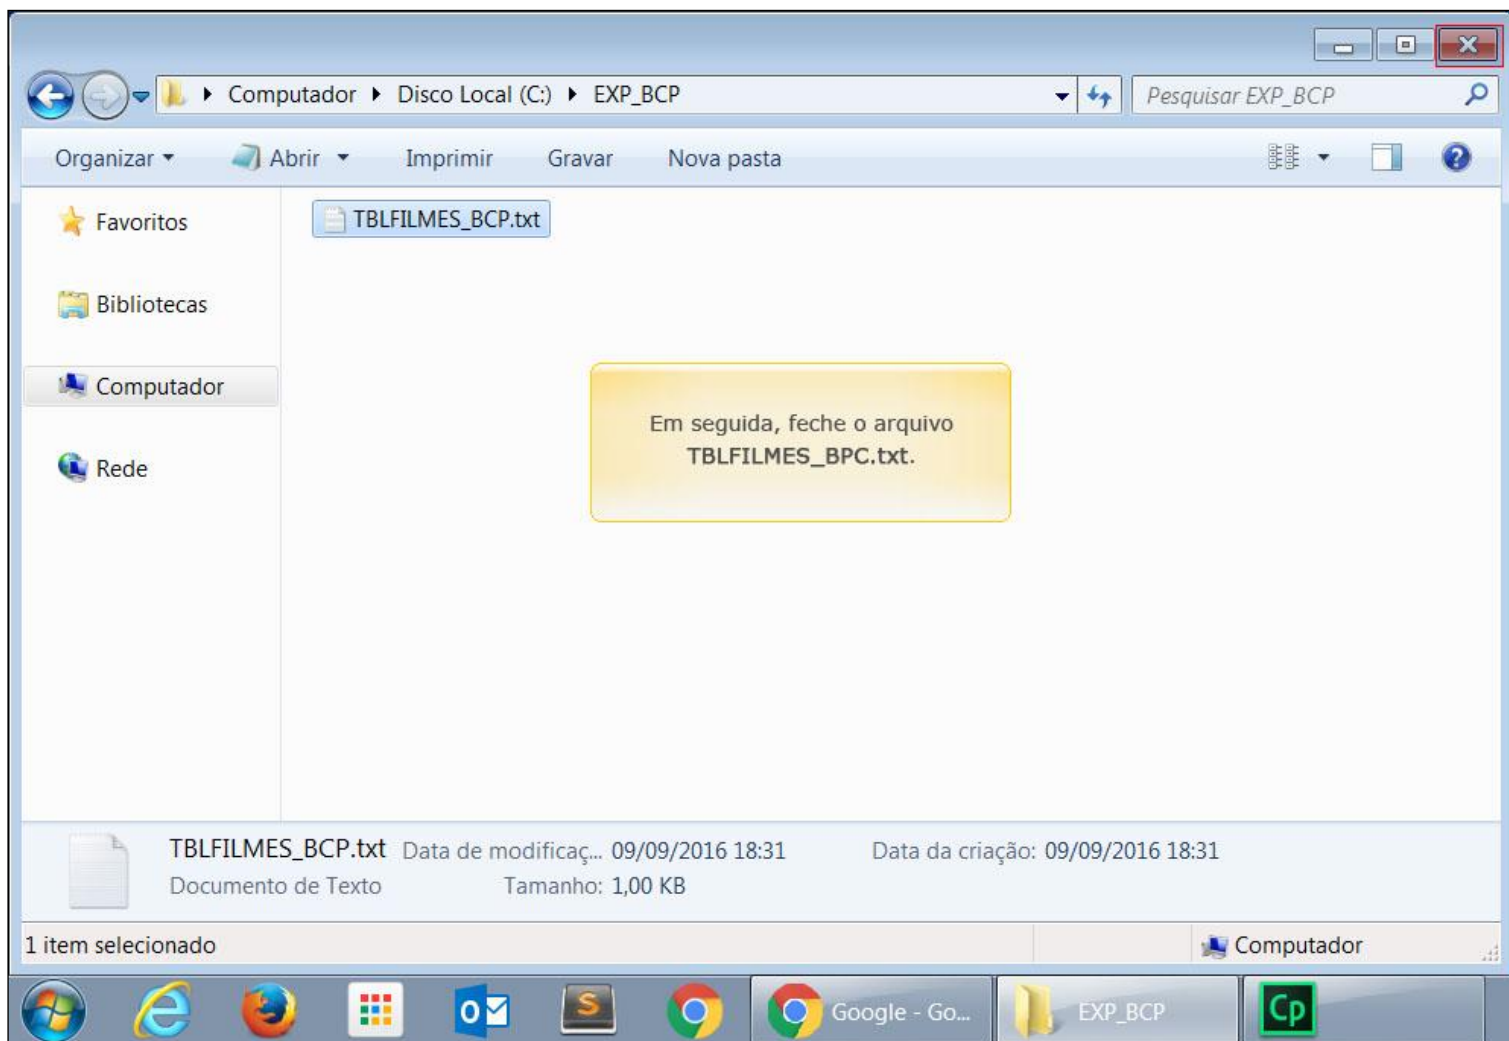 Computador Disco Local (C:) EXP_BCP
Pesquisar EXP_BCP
Organizar Abrir Imprimir Gravar Nova pasta
Favoritos
TBLFILMES_BCP.txt
Bibliotecas
Computador
Rede
Em seguida, feche o arquivo
TBLFILMES_BPC.txt.
TBLFILMES_BCP.txt Data de modificaç... 09/09/2016 18:31 Data da criação: 09/09/2016 18:31
Documento de Texto Tamanho: 1,00 KB
1 item selecionado Computador
Google - Go... EXP_BCP Cp